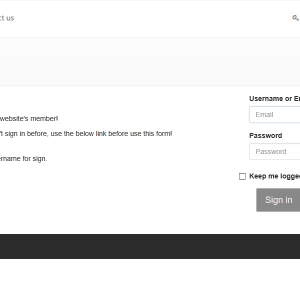 ct us
Username or E
Email
website's member!
't sign in before, use the below link before use this form!
Password
Password
ername for sign.
Keep me logge
Sign in